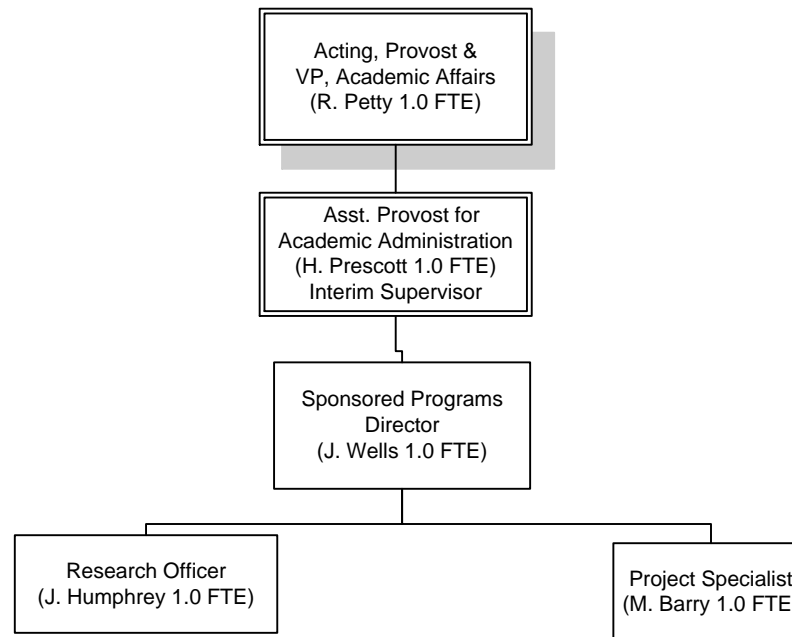 Acting, Provost &
VP, Academic Affairs
(R. Petty 1.0 FTE)
Asst. Provost for
Academic Administration
(H. Prescott 1.0 FTE)
Interim Supervisor
Sponsored Programs
Director
(J. Wells 1.0 FTE)
Research Officer
(J. Humphrey 1.0 FTE)
Project Specialist
(M. Barry 1.0 FTE